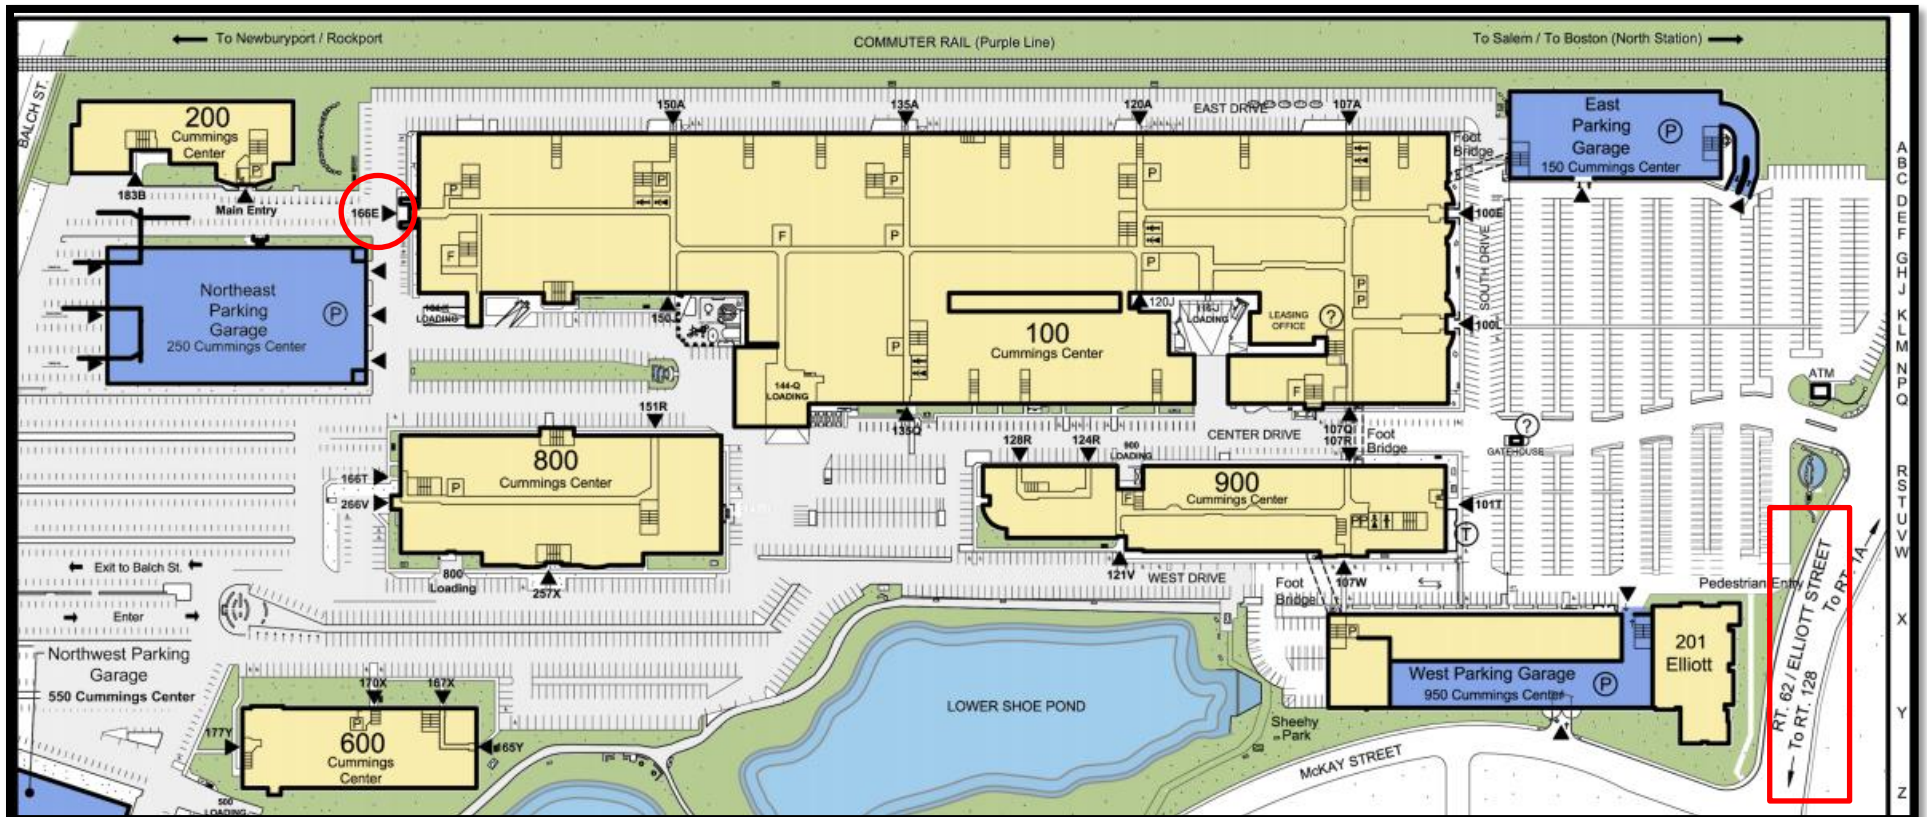 To Newburyport / Rockport
COMMUTER RAIL (Purple Line)
To Salem / To Boston (North Station)
BALCH ST.
200
Cummings
Center
P
183B
Main Entry
166E
150A
135A
120A
EAST DRIVE
107A
Foot
Bridge
East
Parking
Garage
P
150 Cummings Center
A
B
C
D
E
F
G
H
J
K
L
M
N
P
Q
R
S
T
U
V
W
X
Y
Z
Northeast
Parking
Garage
250 Cummings Center
P
P
P
P
P
F
F
P
P
P
P
P
P
F
LOADING
150J
144-Q
LOADING
120J
116-J
LOADING
LEASING
OFFICE
?
100
Cummings Center
100E
SOUTH DRIVE
100L
ATM
135Q
107Q
107R
Foot
Bridge
CENTER DRIVE
?
GATEHOUSE
151R
800
Cummings Center
P
166T
266V
800
Loading
257X
128R
124R
900
LOADING
900
Cummings Center
F
P P
101T
T
121V
WEST DRIVE
107W
Foot
Bridge
Pedestrian Entry
Exit to Balch St.
Enter
Northwest Parking
Garage
550 Cummings Center
170X
167X
177Y
P
600
Cummings
Center
165Y
500
LOADING
LOWER SHOE POND
Sheehy
Park
McKAY STREET
P
West Parking Garage
950 Cummings Center
P
201
Elliott
RT. 62 / ELLIOTT STREET
To RT. 128
To RT. 1A